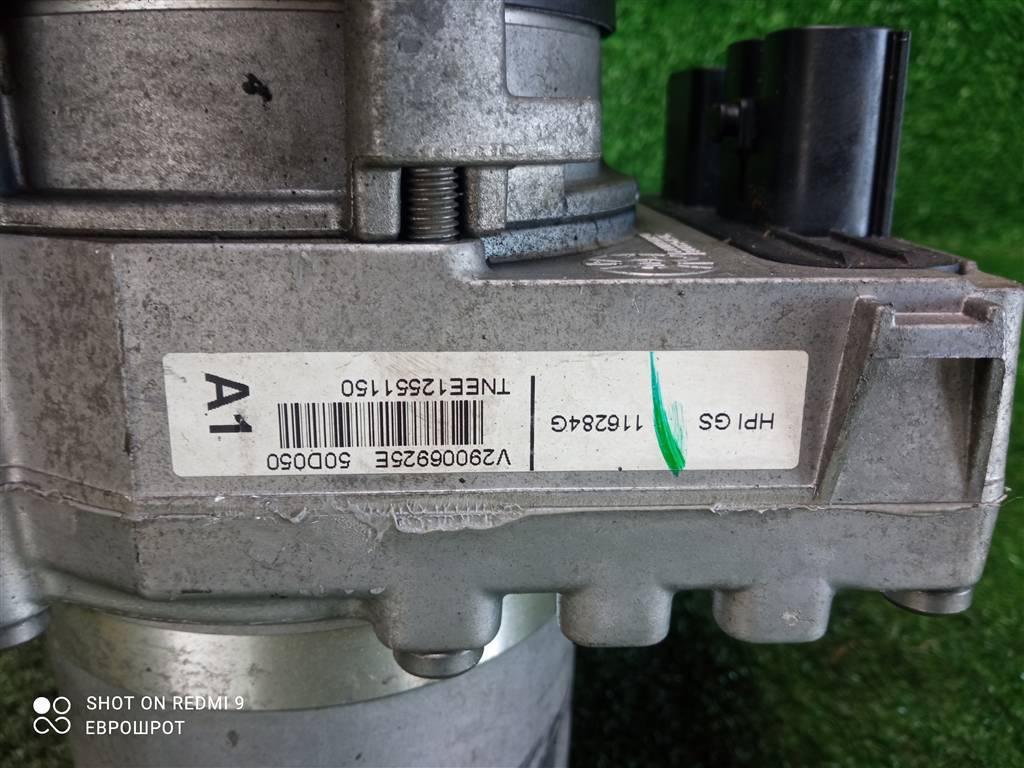 HPI GS 116284G
V29006925E 50D050
TNEE12551150
A1
SHOT ON REDMI 9
ЕВРОШРОТ